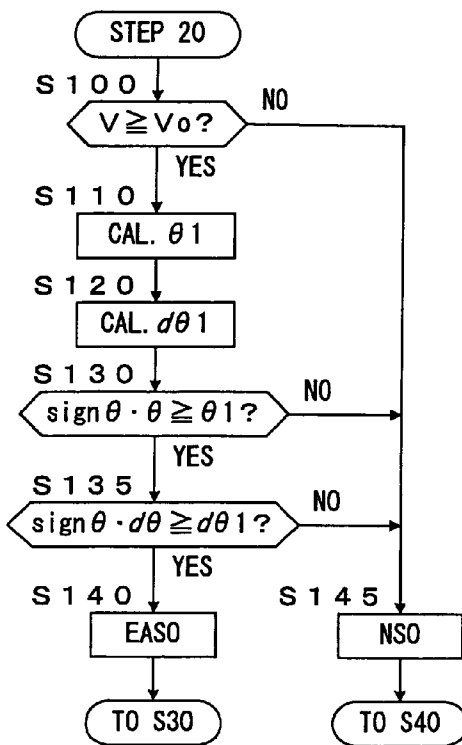 STEP 20
S100
V≧Vo?
NO
YES
S110
CAL. θ1
S120
CAL. dθ1
S130
signθ・θ≧θ1?
NO
YES
S135
signθ・dθ≧dθ1?
NO
YES
S140
EASO
S145
NSO
TO S30
TO S40